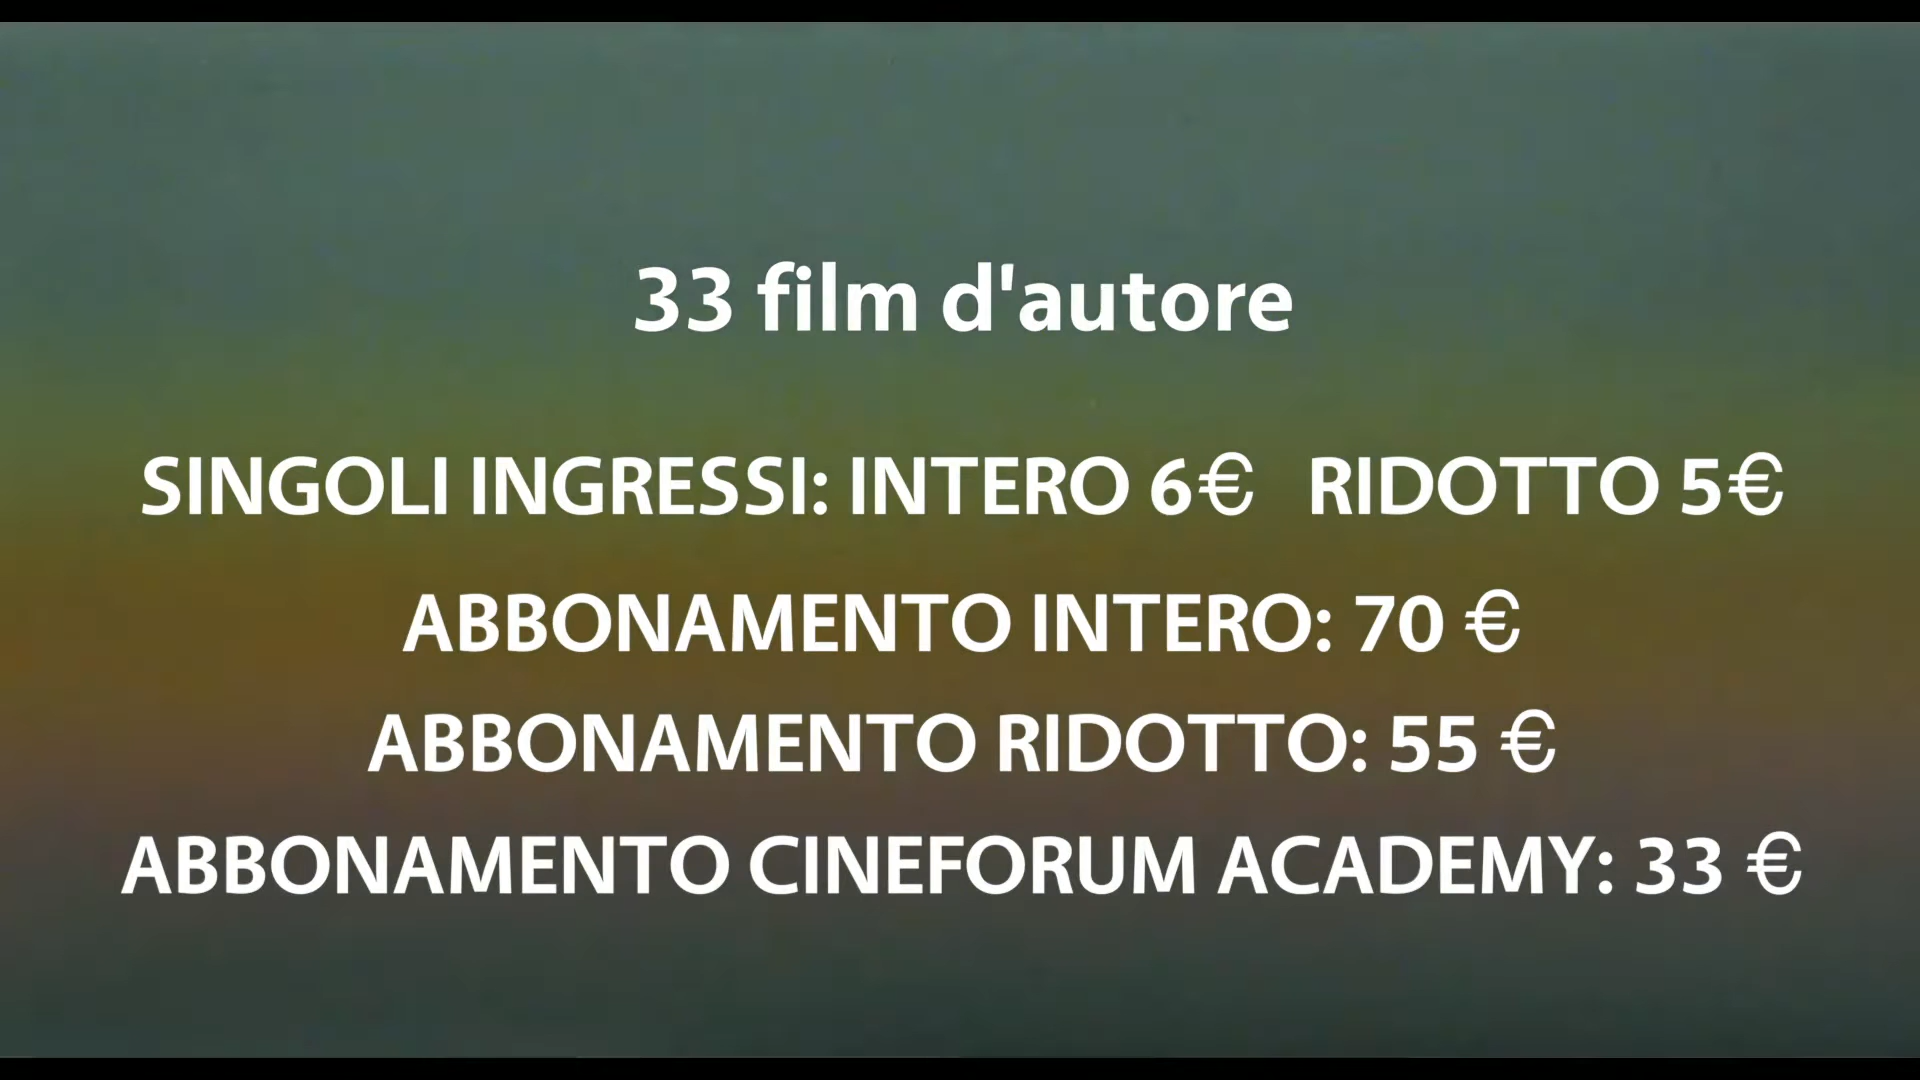 33 film d'autore
SINGOLI INGRESSI: INTERO 6€ RIDOTTO 5€
ABBONAMENTO INTERO: 70 €
ABBONAMENTO RIDOTTO: 55 €
ABBONAMENTO CINEFORUM ACADEMY: 33 €